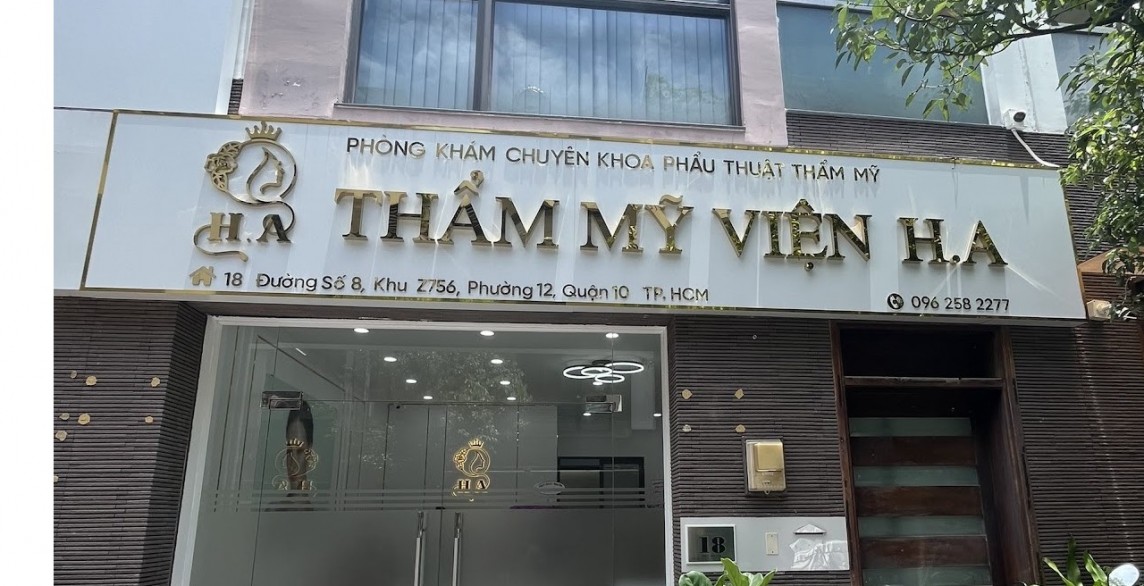 PHÒNG KHÁM CHUYÊN KHOA PHẨU THUẬT THẨM MỸ
H.A
THẨM MỸ VIỆN H.A
18 Đường Số 8, Khu Z756, Phường 12, Quận 10 TP. HCM
096 258 2277
H.A
H.A
18